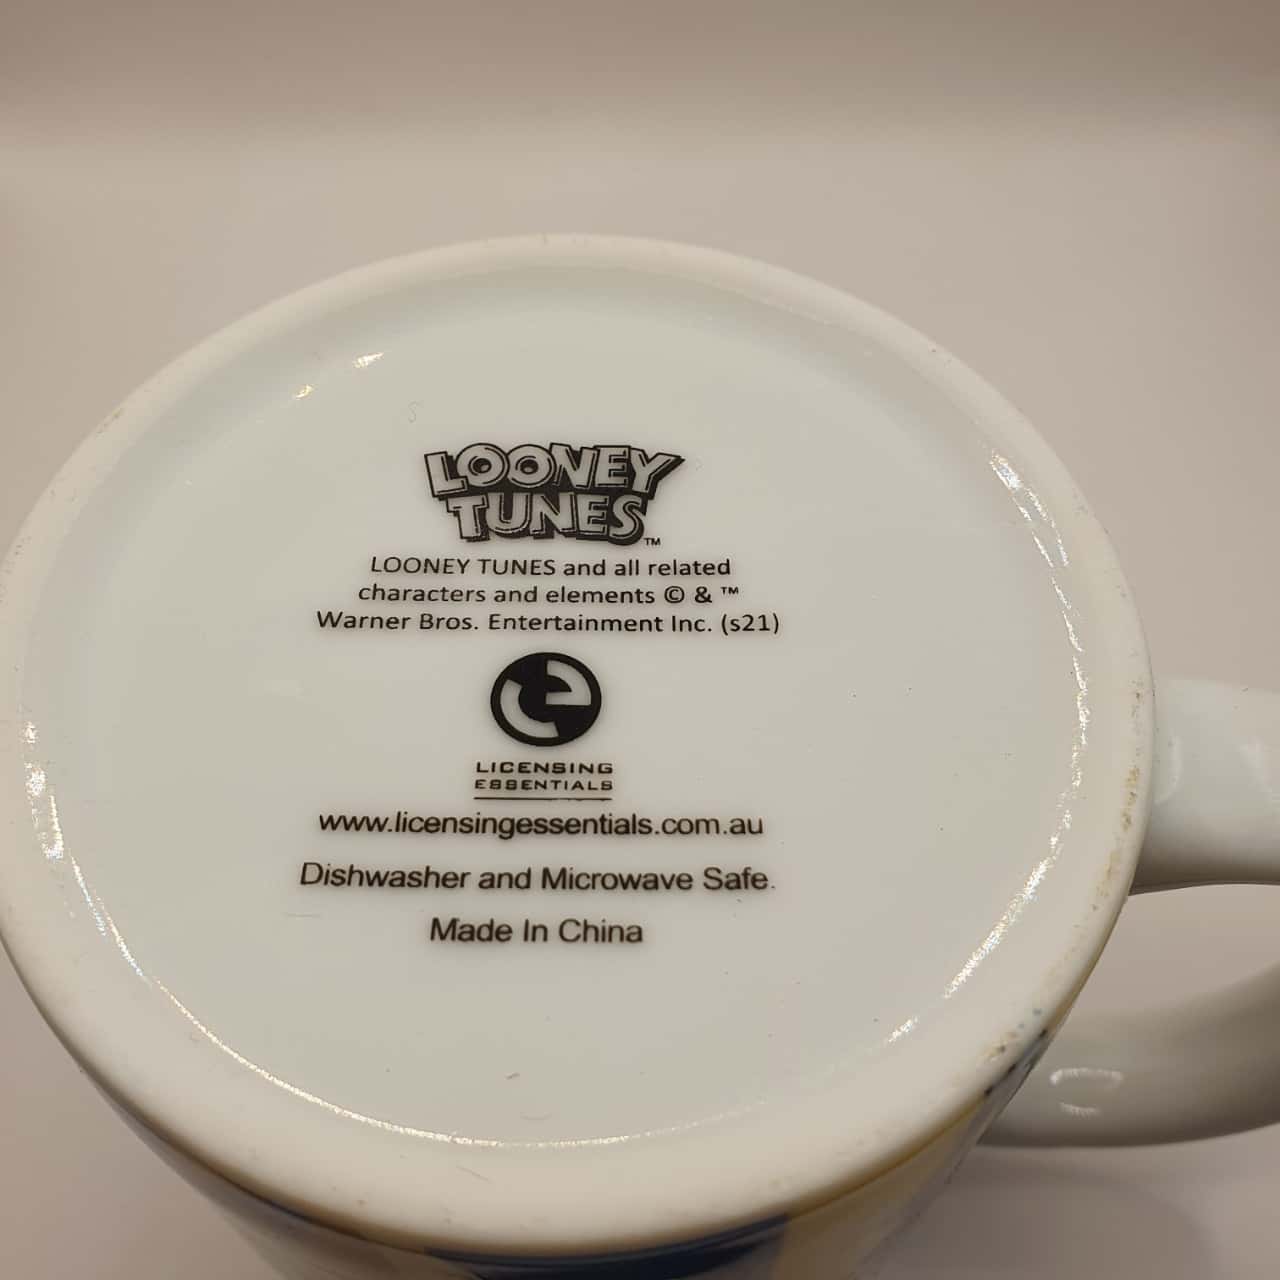 LOONEY
TUNES™
LOONEY TUNES and all related
characters and elements © & ™
Warner Bros. Entertainment Inc. (s21)
LICENSING
ESSENTIALS
www.licensingessentials.com.au
Dishwasher and Microwave Safe.
Made In China